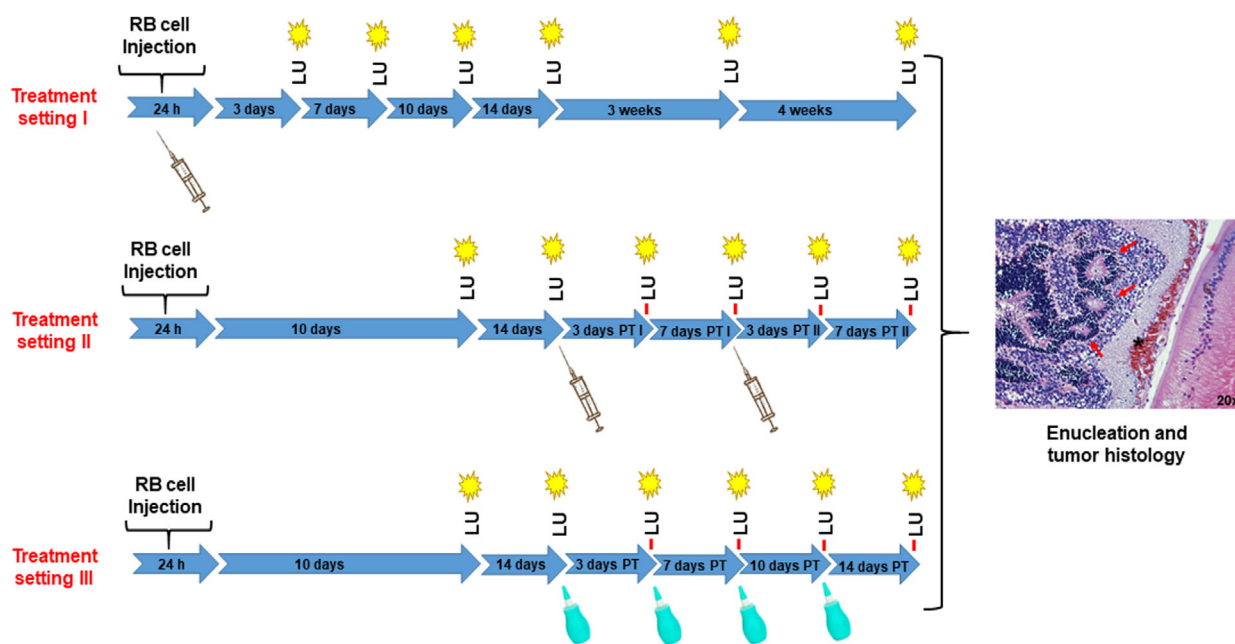 RB cell
Injection
LU
LU
LU
LU
LU
LU
Treatment
setting I
24 h
3 days
7 days
10 days
14 days
3 weeks
4 weeks
RB cell
Injection
LU
LU
LU
LU
LU
LU
Treatment
setting II
24 h
10 days
14 days
3 days PT I
7 days PT I
3 days PT II
7 days PT II
*
20x
Enucleation and
tumor histology
RB cell
Injection
LU
LU
LU
LU
LU
LU
Treatment
setting III
24 h
10 days
14 days
3 days PT
7 days PT
10 days PT
14 days PT